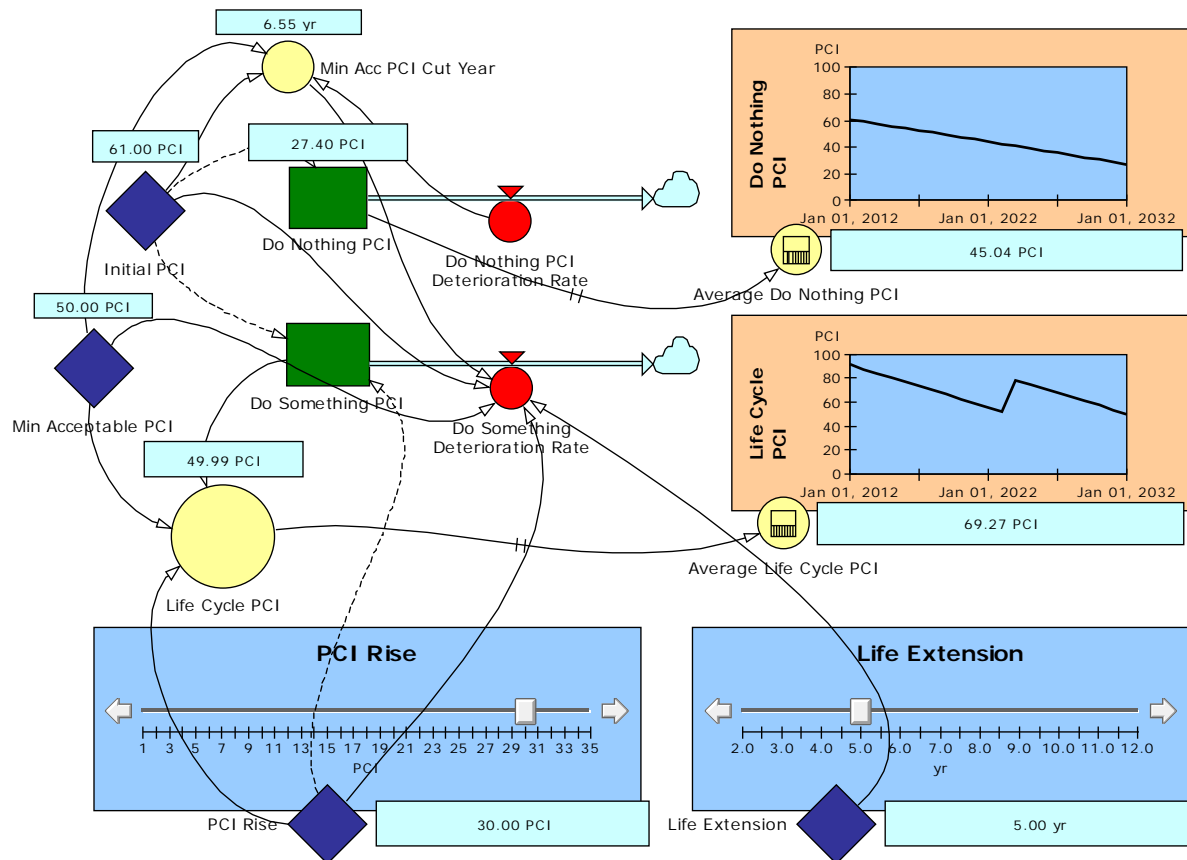 6.55 yr
Min Acc PCI Cut Year
61.00 PCI
27.40 PCI
Initial PCI
Do Nothing PCI
Do Nothing PCI
Deterioration Rate
50.00 PCI
Min Acceptable PCI
Do Something PCI
Do Something
Deterioration Rate
49.99 PCI
Life Cycle PCI
Do Nothing
PCI
PCI
100
80
60
40
20
0
Jan 01, 2012 Jan 01, 2022 Jan 01, 2032
45.04 PCI
Average Do Nothing PCI
Life Cycle
PCI
PCI
100
80
60
40
20
0
Jan 01, 2012 Jan 01, 2022 Jan 01, 2032
69.27 PCI
Average Life Cycle PCI
PCI Rise
1 3 5 7 9 11 13 15 17 19 21 23 25 27 29 31 33 35
PCI
PCI Rise
30.00 PCI
Life Extension
2.0 3.0 4.0 5.0 6.0 7.0 8.0 9.0 10.0 11.0 12.0
yr
Life Extension
5.00 yr